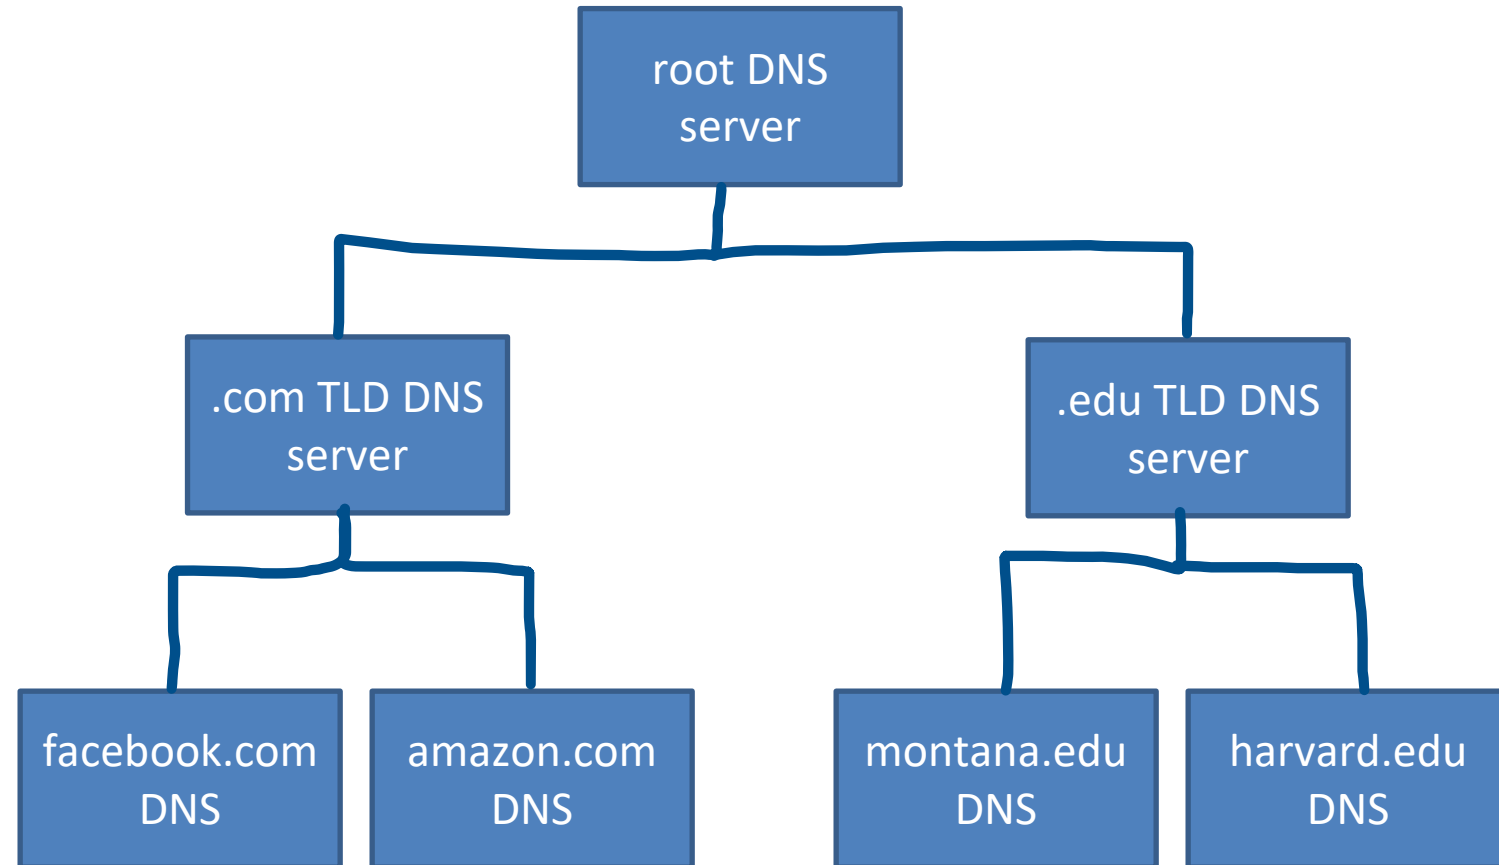 root DNS
server
.com TLD DNS
server
.edu TLD DNS
server
facebook.com
DNS
amazon.com
DNS
montana.edu
DNS
harvard.edu
DNS